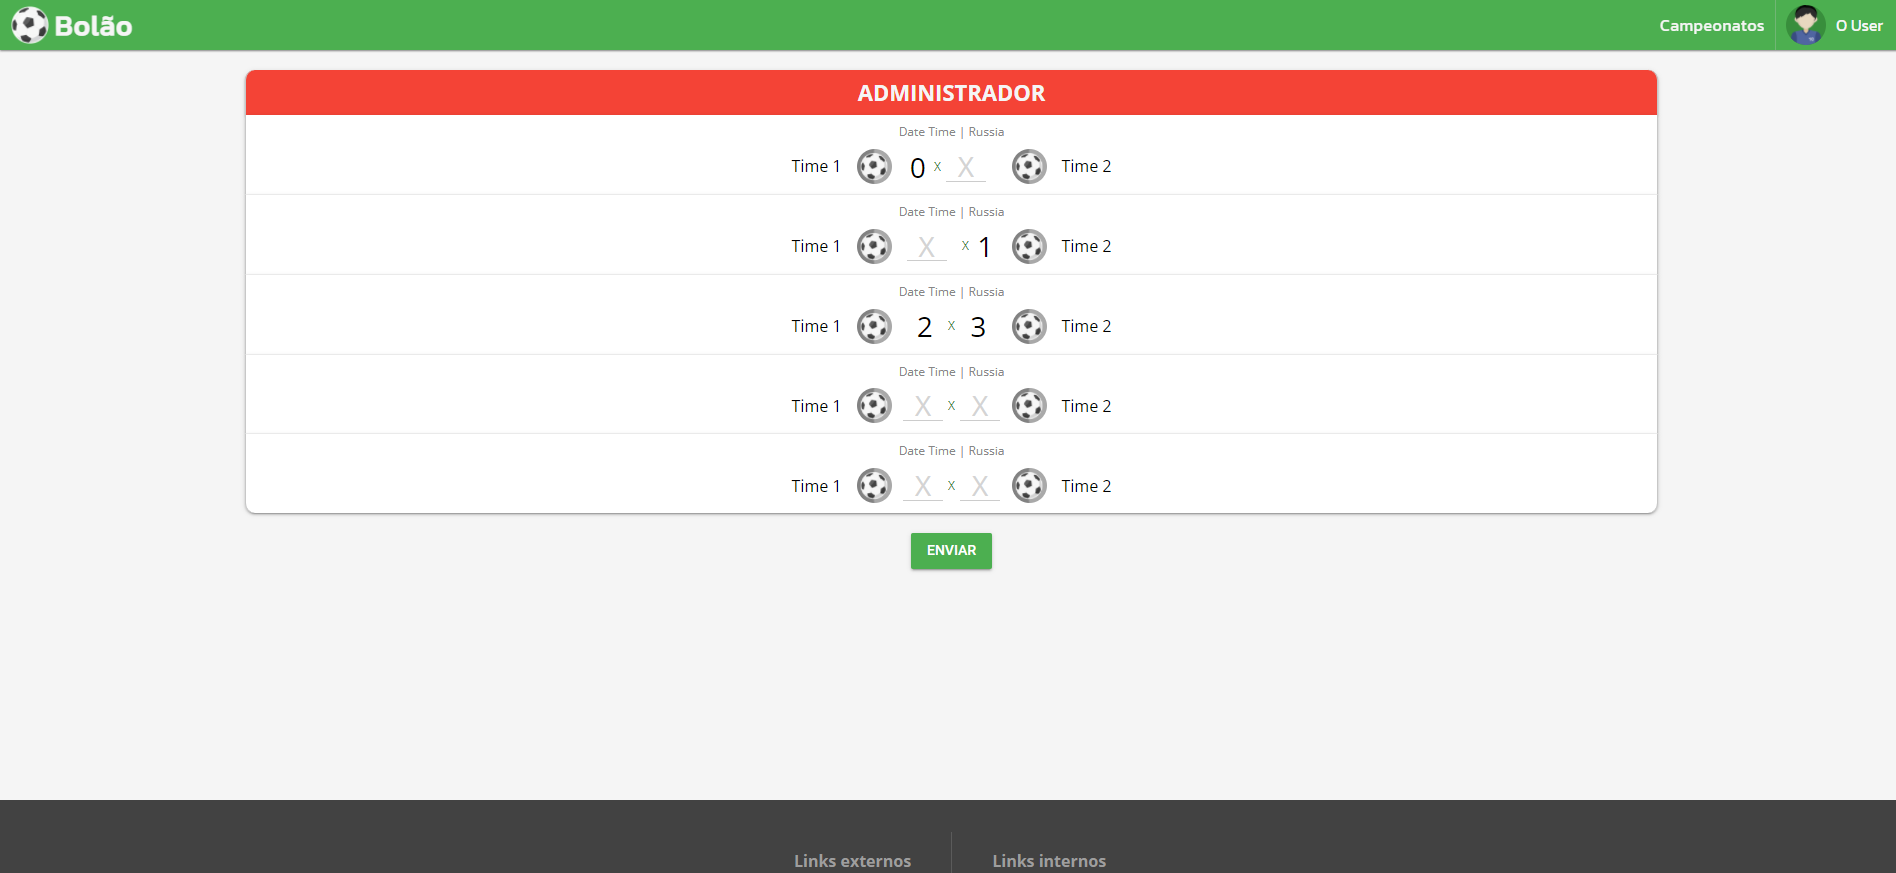 Bolão
Campeonatos
O User
ADMINISTRADOR
Date Time | Russia
Time 1 0 x X Time 2
Date Time | Russia
Time 1 X x 1 Time 2
Date Time | Russia
Time 1 2 x 3 Time 2
Date Time | Russia
Time 1 X x X Time 2
Date Time | Russia
Time 1 X x X Time 2
ENVIAR
Links externos
Links internos